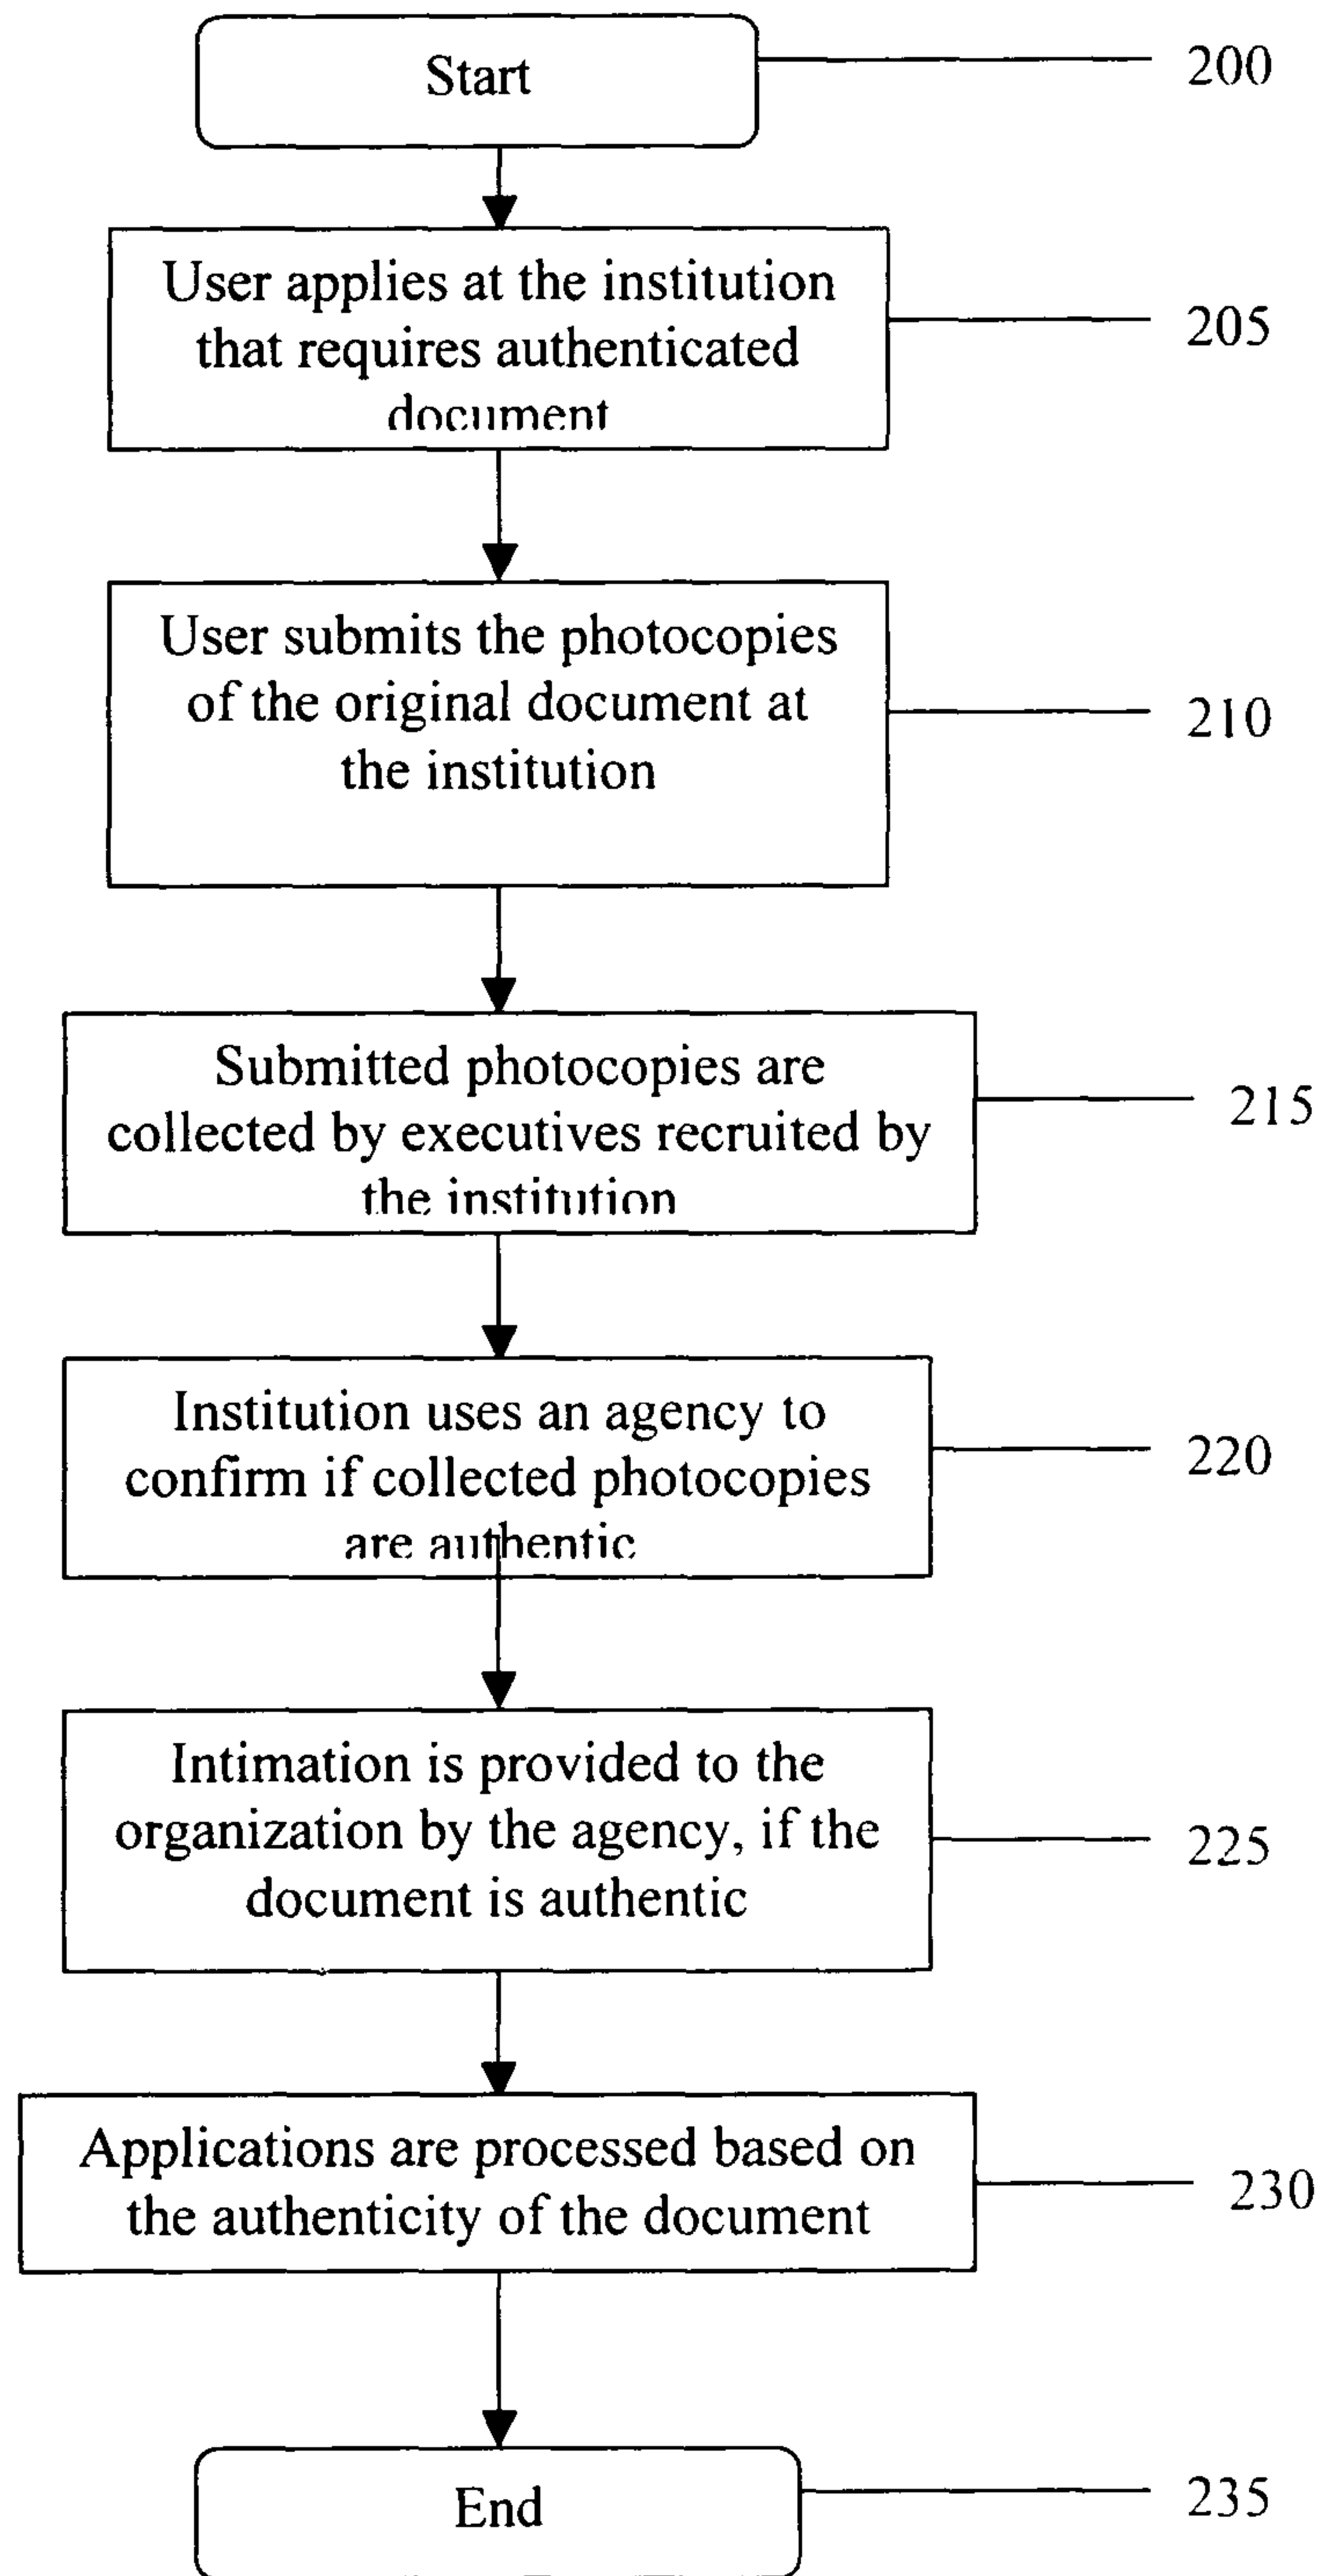 Start
200
User applies at the institution
that requires authenticated
document
205
User submits the photocopies
of the original document at
the institution
210
Submitted photocopies are
collected by executives recruited by
the institution
215
Institution uses an agency to
confirm if collected photocopies
are authentic
220
Intimation is provided to the
organization by the agency, if the
document is authentic
225
Applications are processed based on
the authenticity of the document
230
End
235